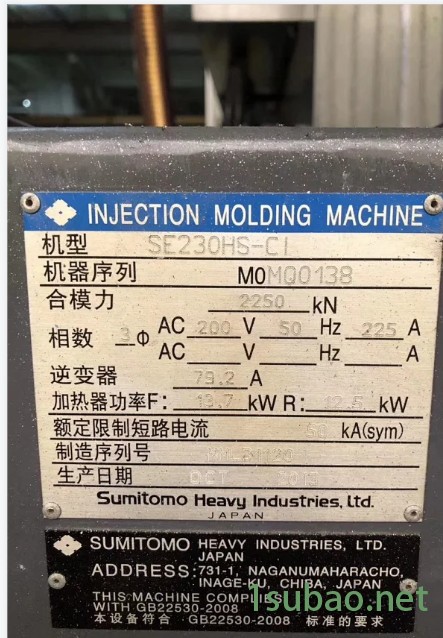 INJECTION MOLDING MACHINE
机型 SE230HS-CI
机器序列 M0MQ0138
合模力 2250 kN
相数 3 Φ AC 200 V 50 Hz 225 A
AC V Hz A
逆变器 79.2 A
加热器功率F: 13.7 kW R: 12.5 kW
额定限制短路电流 kA(sym)
制造序列号
生产日期 OCT
Sumitomo Heavy Industries, Ltd.
JAPAN
SUMITOMO HEAVY INDUSTRIES, LTD.
JAPAN
ADDRESS:731-1, NAGANUMAHARACHO,
INAGE-KU, CHIBA, JAPAN
THIS MACHINE COMPLIES
WITH GB22530-2008
本设备符合 GB22530-2008 标准的要求
1subao.net